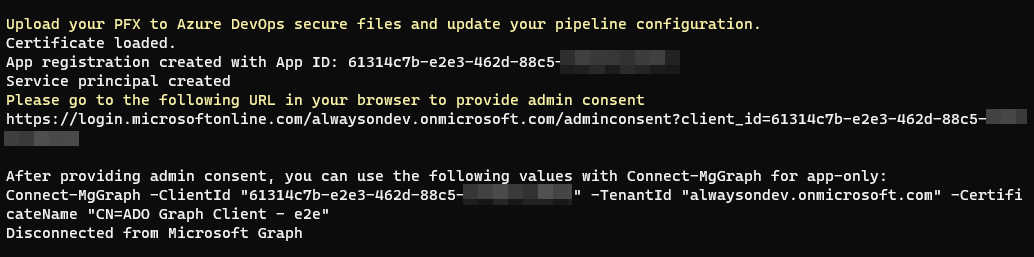 Upload your PFX to Azure DevOps secure files and update your pipeline configuration.
Certificate loaded.
App registration created with App ID: 61314c7b-e2e3-462d-88c5-
Service principal created
Please go to the following URL in your browser to provide admin consent
https://login.microsoftonline.com/alwaysondev.onmicrosoft.com/adminconsent?client_id=61314c7b-e2e3-462d-88c5-
After providing admin consent, you can use the following values with Connect-MgGraph for app-only:
Connect-MgGraph -ClientId "61314c7b-e2e3-462d-88c5-" -TenantId "alwaysondev.onmicrosoft.com" -Certifi
cateName "CN=ADO Graph Client - e2e"
Disconnected from Microsoft Graph